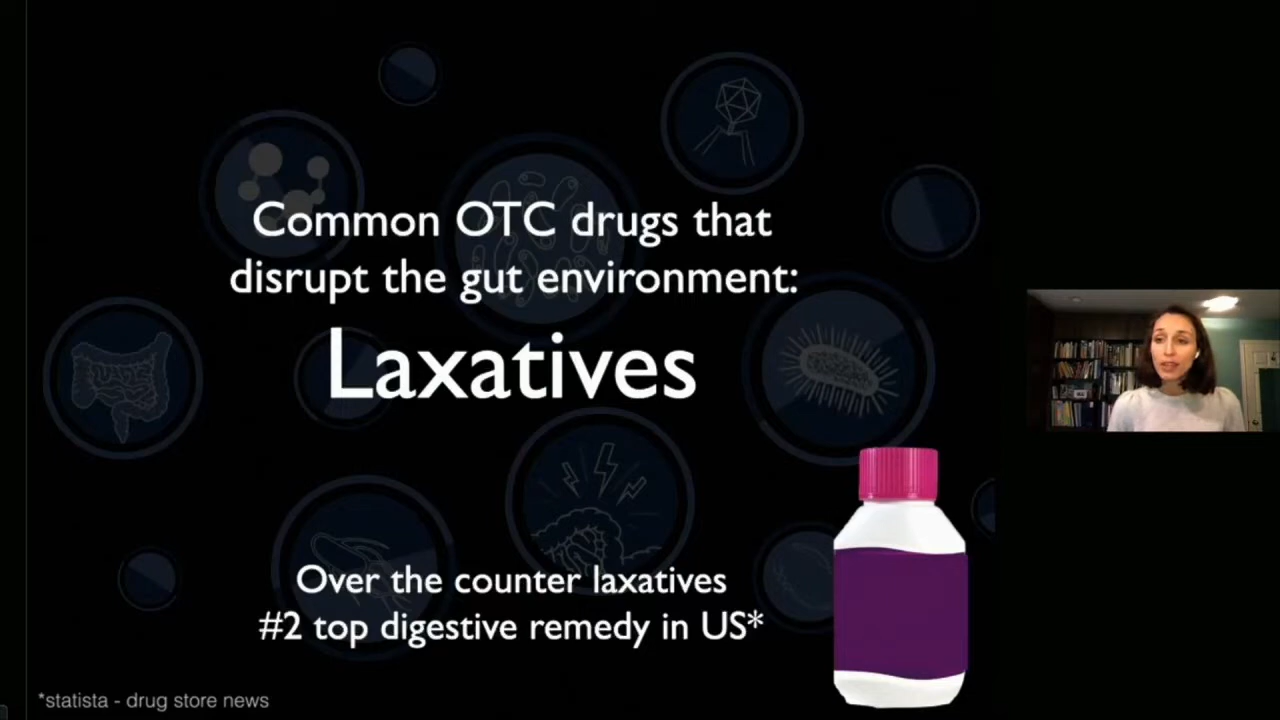 Common OTC drugs that
disrupt the gut environment:
Laxatives
Over the counter laxatives
#2 top digestive remedy in US*
*statista - drug store news